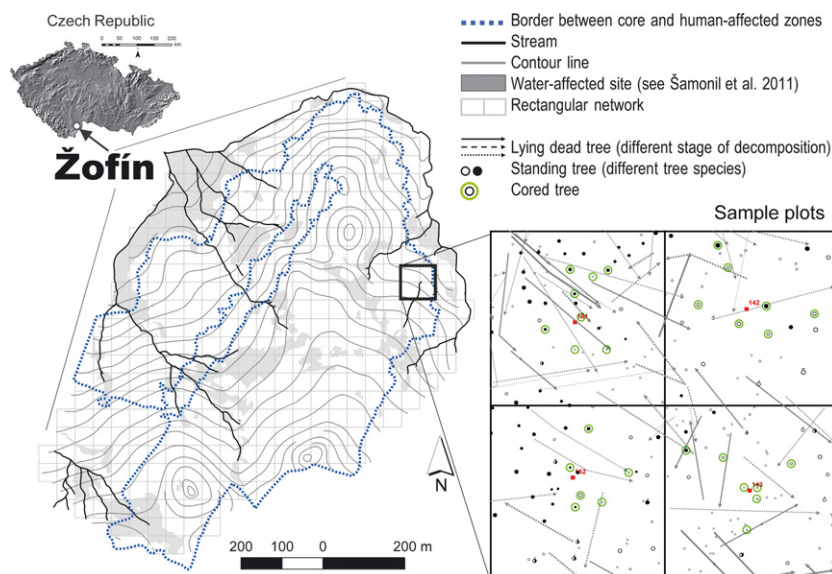 Czech Republic
0 50 100 150 200
km
Žofín
Border between core and human-affected zones
Stream
Contour line
Water-affected site (see Šamonil et al. 2011)
Rectangular network
Lying dead tree (different stage of decomposition)
Standing tree (different tree species)
Cored tree
Sample plots
142
143
N
200 100 0 200 m